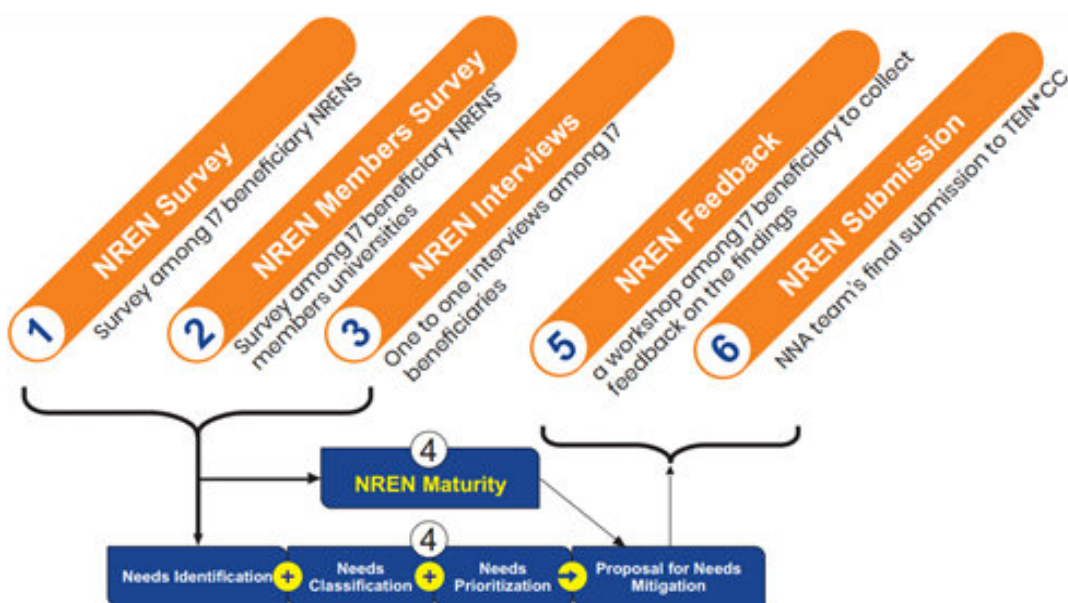 1
NREN Survey
Survey among 17 beneficiary NRENS
2
NREN Members Survey
Survey among 17 beneficiary NRENS'
members universities
3
NREN Interviews
One to one interviews among 17
beneficiaries
5
NREN Feedback
a workshop among 17 beneficiary to collect
feedback on the findings
6
NREN Submission
NNA team's final submission to TEIN*CC
4
NREN Maturity
4
Needs Identification
+
Needs
Classification
+
Needs
Prioritization
Proposal for Needs
Mitigation